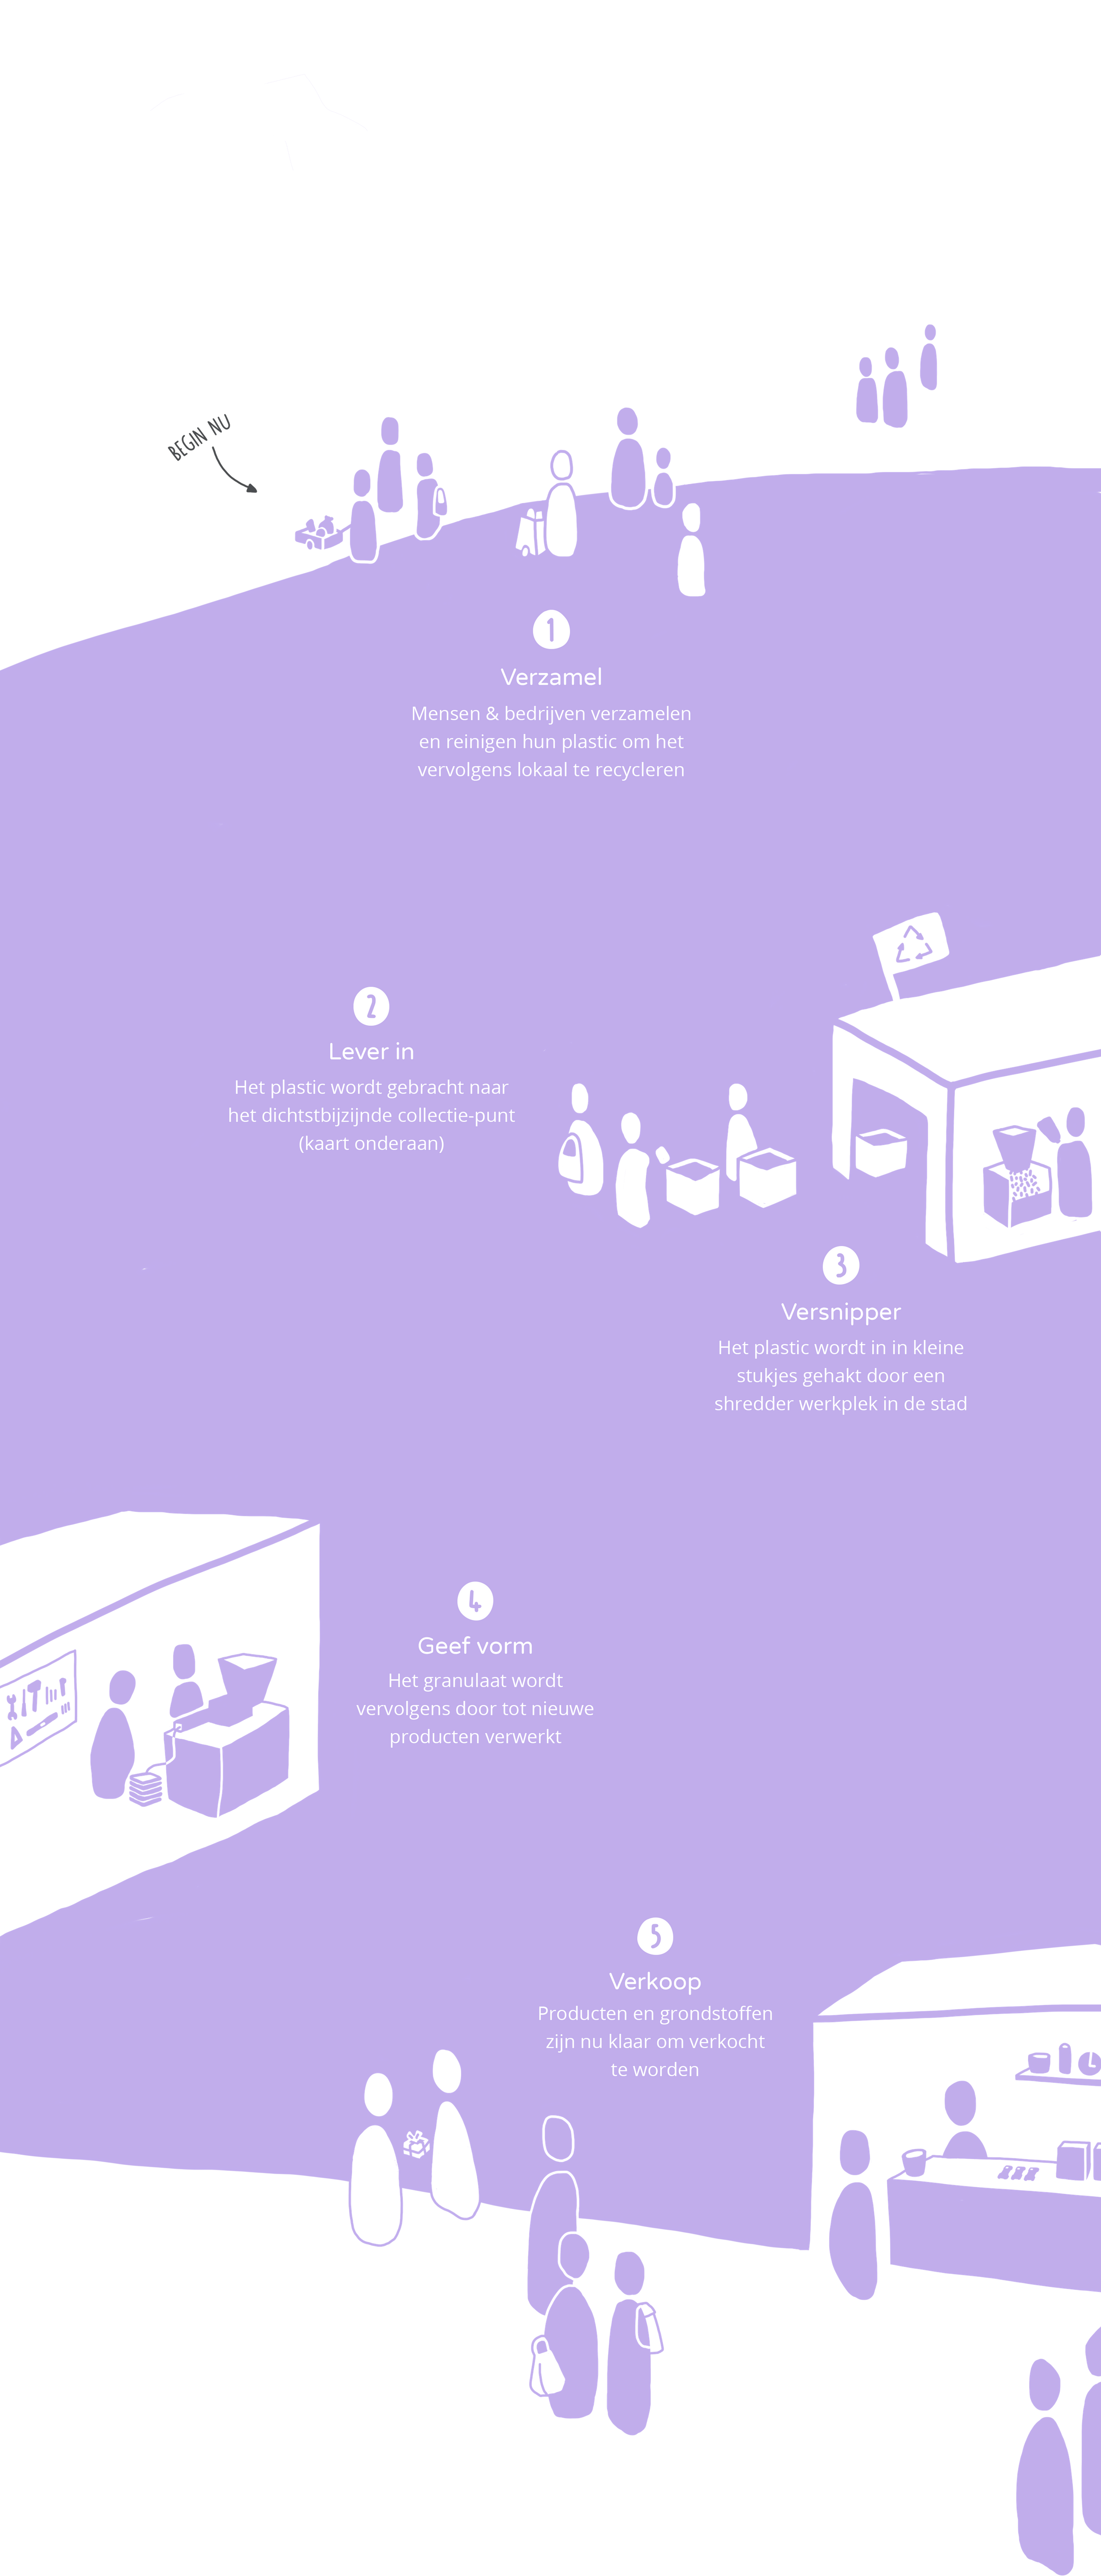 BEGIN NU
1
Verzamel
Mensen & bedrijven verzamelen
en reinigen hun plastic om het
vervolgens lokaal te recycleren
2
Lever in
Het plastic wordt gebracht naar
het dichtstbijzijnde collectie-punt
(kaart onderaan)
3
Versnipper
Het plastic wordt in in kleine
stukjes gehakt door een
shredder werkplek in de stad
4
Geef vorm
Het granulaat wordt
vervolgens door tot nieuwe
producten verwerkt
5
Verkoop
Producten en grondstoffen
zijn nu klaar om verkocht
te worden